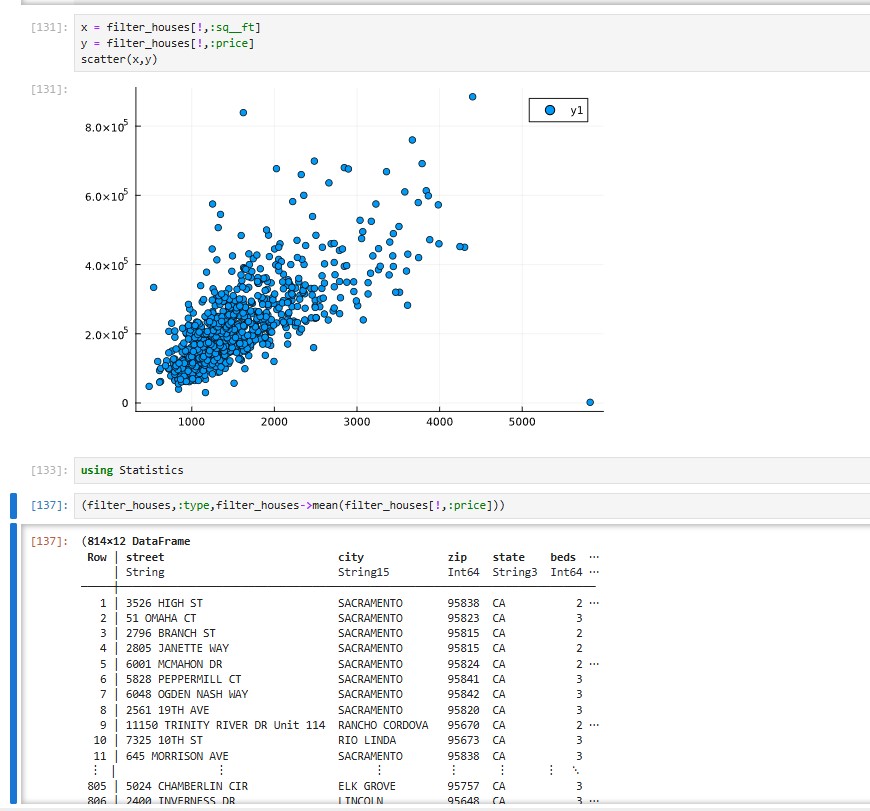 [131]: x = filter_houses[!,:sq__ft]
y = filter_houses[!,:price]
scatter(x,y)
[131]:
y1
8.0×10⁵
6.0×10⁵
4.0×10⁵
2.0×10⁵
0
1000 2000 3000 4000 5000
[133]: using Statistics
[137]: (filter_houses,:type,filter_houses->mean(filter_houses[!,:price]))
[137]: (814×12 DataFrame
Row │ street city zip state beds ⋯
│ String String15 Int64 String3 Int64 ⋯
1 │ 3526 HIGH ST SACRAMENTO 95838 CA 2 ⋯
2 │ 51 OMAHA CT SACRAMENTO 95823 CA 3
3 │ 2796 BRANCH ST SACRAMENTO 95815 CA 2
4 │ 2805 JANETTE WAY SACRAMENTO 95815 CA 2
5 │ 6001 MCMAHON DR SACRAMENTO 95824 CA 2 ⋯
6 │ 5828 PEPPERMILL CT SACRAMENTO 95841 CA 3
7 │ 6048 OGDEN NASH WAY SACRAMENTO 95842 CA 3
8 │ 2561 19TH AVE SACRAMENTO 95820 CA 3
9 │ 11150 TRINITY RIVER DR Unit 114 RANCHO CORDOVA 95670 CA 2 ⋯
10 │ 7325 10TH ST RIO LINDA 95673 CA 3
11 │ 645 MORRISON AVE SACRAMENTO 95838 CA 3
⋮ │ ⋮ ⋮ ⋮ ⋮ ⋮ ⋱
805 │ 5024 CHAMBERLIN CIR ELK GROVE 95757 CA 3
806 │ 2400 INVERNESS DR LINCOLN 95648 CA 3 ⋯